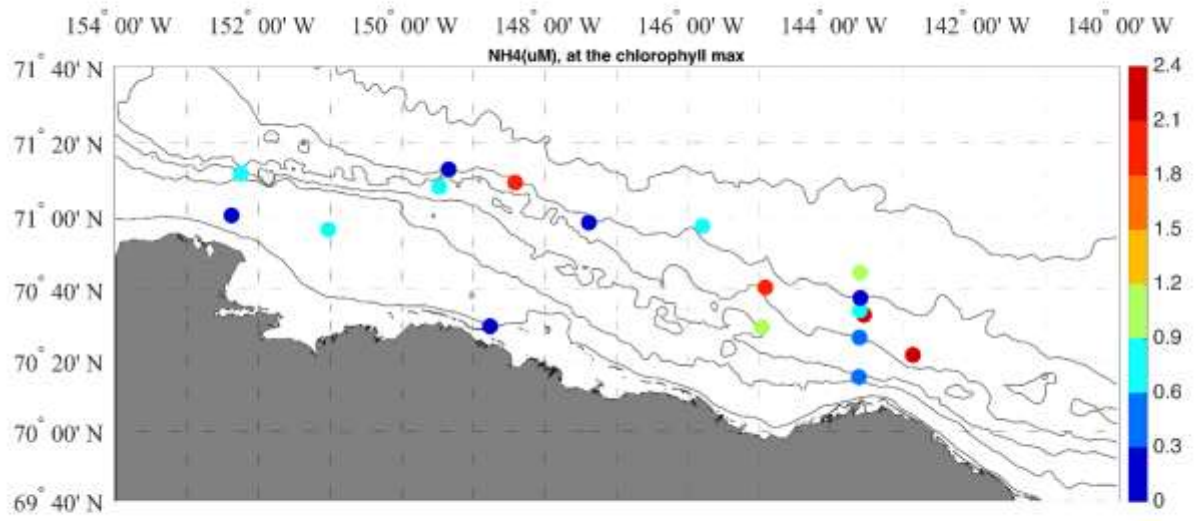 154° 00' W 152° 00' W 150° 00' W 148° 00' W 146° 00' W 144° 00' W 142° 00' W 140° 00' W
NH4(uM), at the chlorophyll max
71° 40' N
71° 20' N
71° 00' N
70° 40' N
70° 20' N
70° 00' N
69° 40' N
2.4
2.1
1.8
1.5
1.2
0.9
0.6
0.3
0